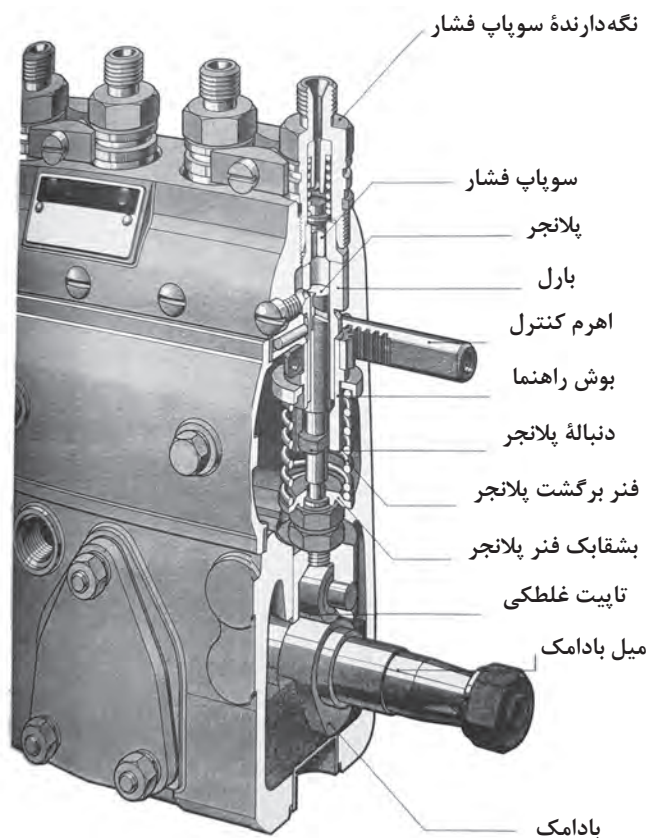 نگه‌دارندهٔ سوپاپ فشار
سوپاپ فشار
پلانجر
بارل
اهرم کنترل
بوش راهنما
دنبالهٔ پلانجر
فنر برگشت پلانجر
بشقابک فنر پلانجر
تاپیت غلطکی
میل بادامک
بادامک